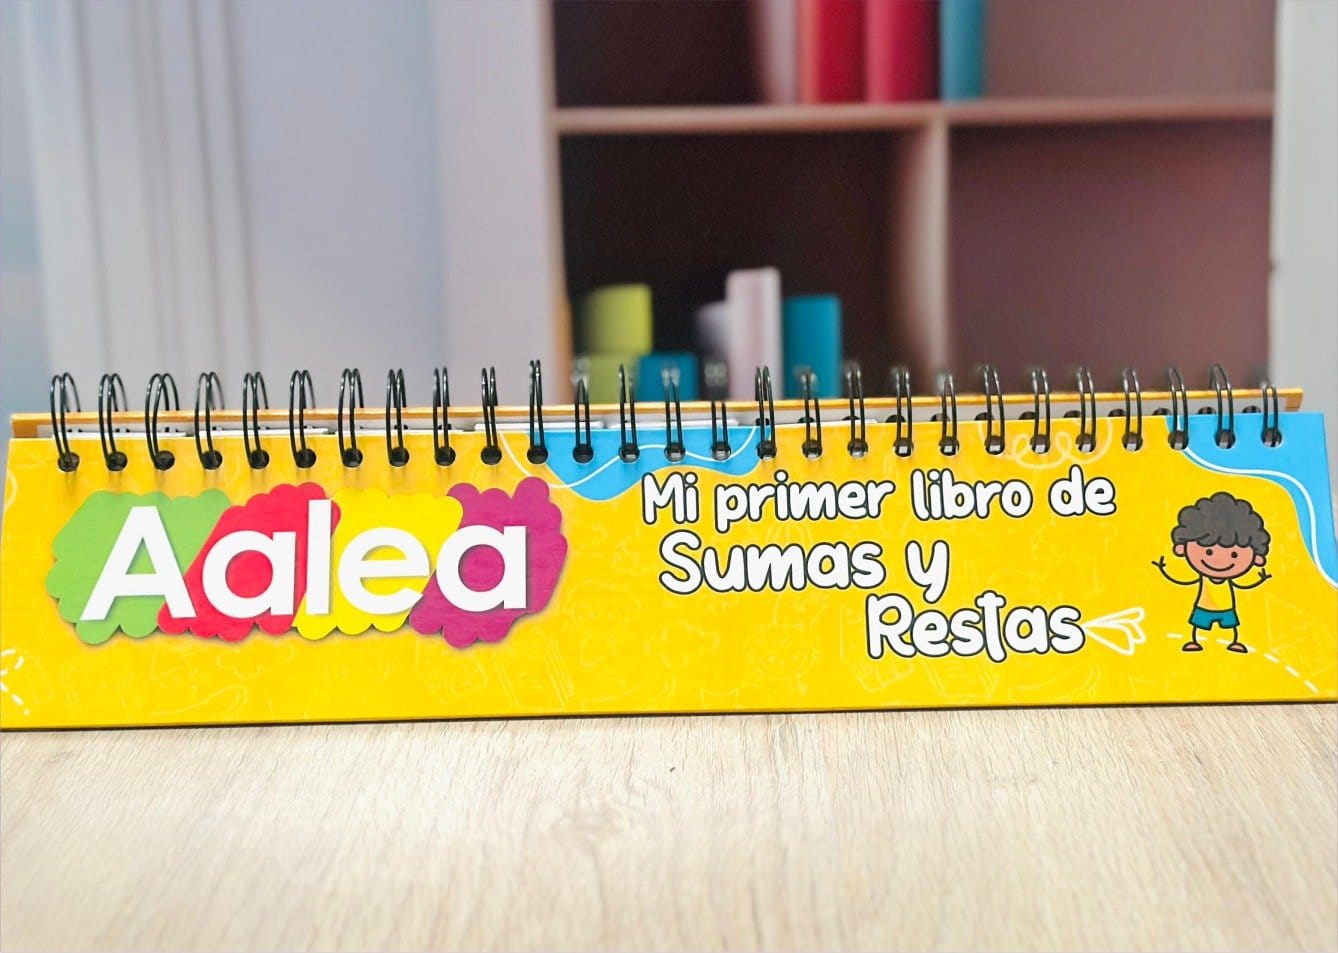 Aalea
Mi primer libro de
Sumas y
Restas